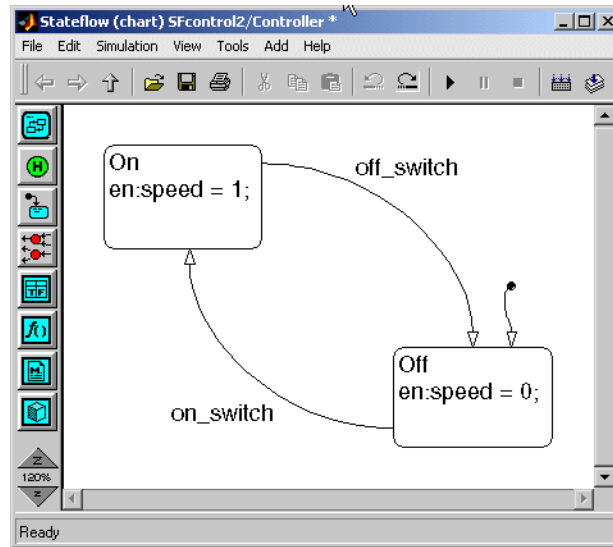 Stateflow (chart) SFcontrol2/Controller *
File Edit Simulation View Tools Add Help
On
en:speed = 1;
off_switch
Off
en:speed = 0;
on_switch
H
TF
f()
M
Z
120%
z
Ready